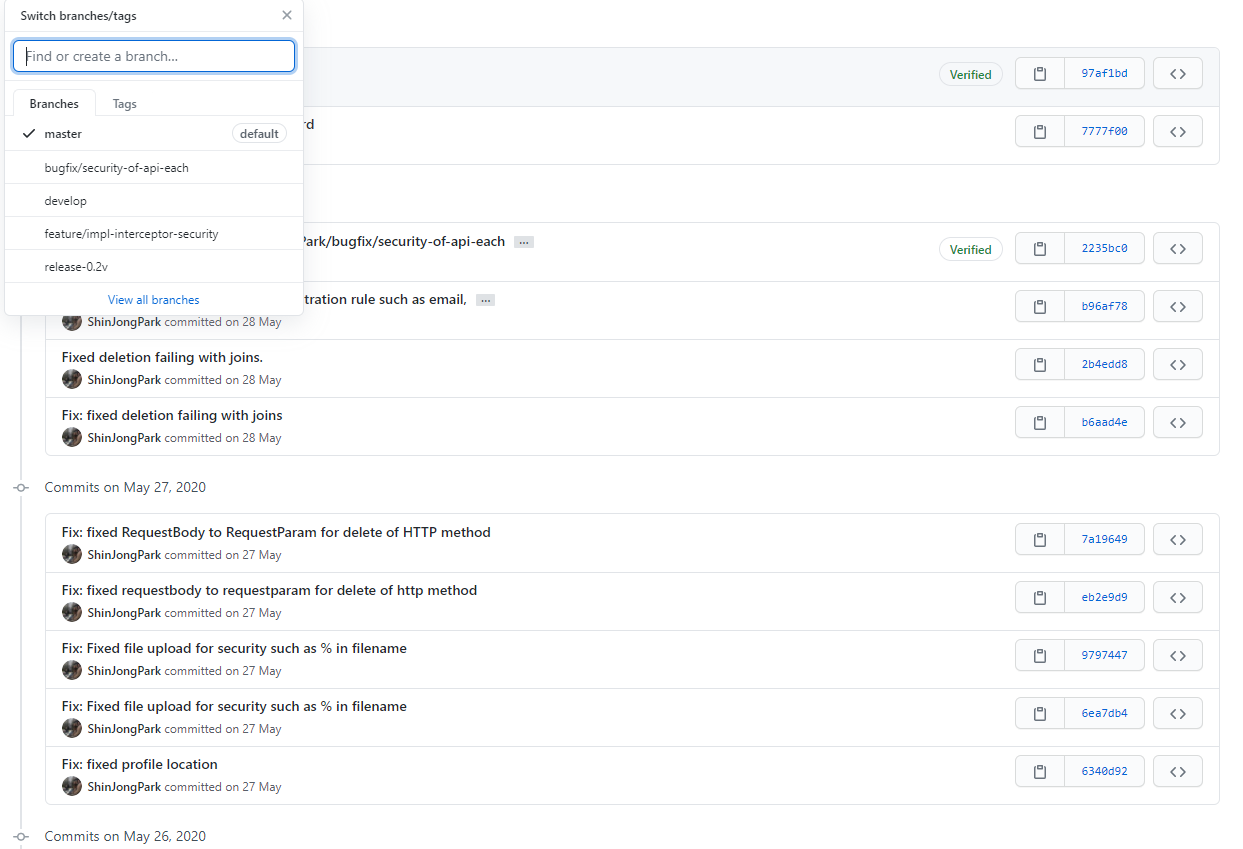 Switch branches/tags
Find or create a branch...
Branches
Tags
master
default
bugfix/security-of-api-each
develop
feature/impl-interceptor-security
release-0.2v
View all branches
Verified
97af1bd
7777f00
/bugfix/security-of-api-each
…
Verified
2235bc0
rule such as email,
…
ShinJongPark committed on 28 May
b96af78
Fixed deletion failing with joins.
ShinJongPark committed on 28 May
2b4edd8
Fix: fixed deletion failing with joins
ShinJongPark committed on 28 May
b6aad4e
Commits on May 27, 2020
Fix: fixed RequestBody to RequestParam for delete of HTTP method
ShinJongPark committed on 27 May
7a19649
Fix: fixed requestbody to requestparam for delete of http method
ShinJongPark committed on 27 May
eb2e9d9
Fix: Fixed file upload for security such as % in filename
ShinJongPark committed on 27 May
9797447
Fix: Fixed file upload for security such as % in filename
ShinJongPark committed on 27 May
6ea7db4
Fix: fixed profile location
ShinJongPark committed on 27 May
6340d92
Commits on May 26, 2020